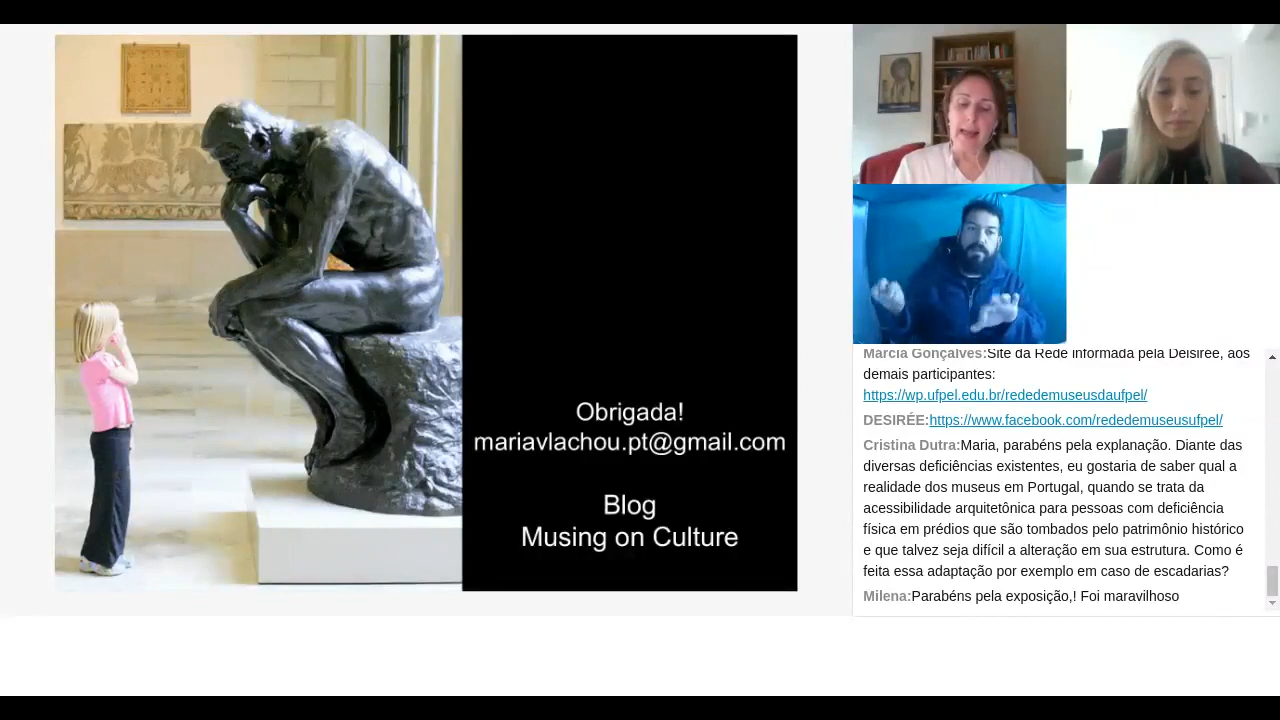 Obrigada!
mariavlachou.pt@gmail.com
Blog
Musing on Culture
Marcia Gonçalves:Site da Rede informada pela Deisiree, aos
demais participantes:
https://wp.ufpel.edu.br/rededemuseusdaufpel/
DESIRÉE:https://www.facebook.com/rededemuseusufpel/
Cristina Dutra:Maria, parabéns pela explanação. Diante das
diversas deficiências existentes, eu gostaria de saber qual a
realidade dos museus em Portugal, quando se trata da
acessibilidade arquitetônica para pessoas com deficiência
física em prédios que são tombados pelo patrimônio histórico
e que talvez seja difícil a alteração em sua estrutura. Como é
feita essa adaptação por exemplo em caso de escadarias?
Milena:Parabéns pela exposição,! Foi maravilhoso